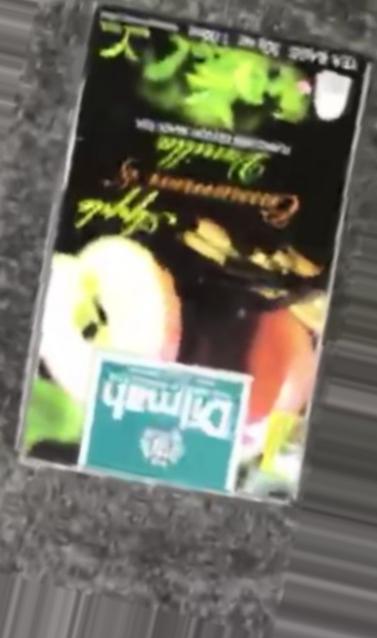 Dilmah
Apple
Cinnamon &
Vanilla
FLAVOURED CEYLON BLACK TEA
TEA BAGS